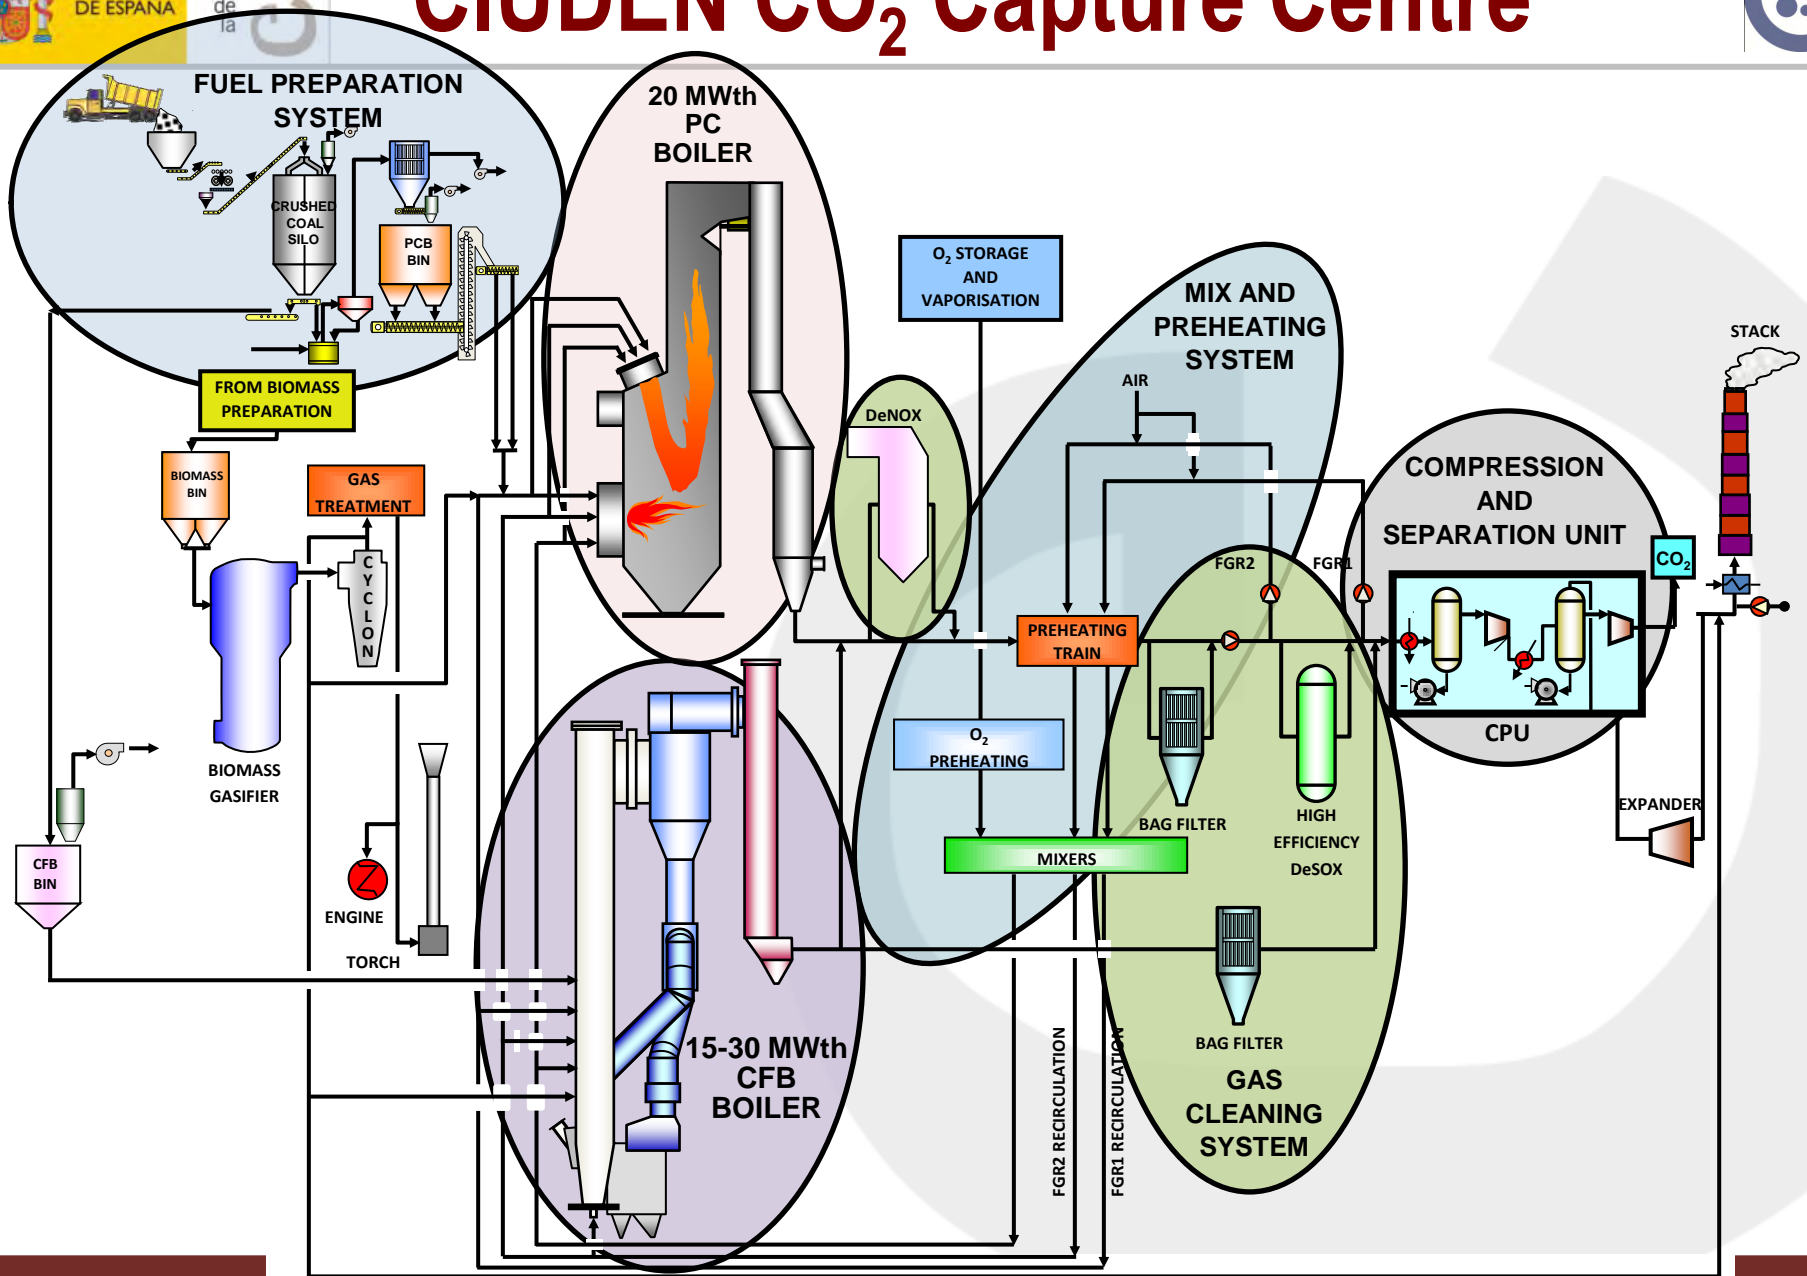 DE ESPAÑA
de
la
CIUDEN CO₂ Capture Centre
FUEL PREPARATION
SYSTEM
CRUSHED
COAL
SILO
PCB
BIN
FROM BIOMASS
PREPARATION
BIOMASS
BIN
GAS
TREATMENT
CYCLON
BIOMASS
GASIFIER
CFB
BIN
ENGINE
TORCH
20 MWth
PC
BOILER
DeNOX
O₂ STORAGE
AND
VAPORISATION
MIX AND
PREHEATING
SYSTEM
AIR
FGR2
FGR1
PREHEATING
TRAIN
O₂
PREHEATING
MIXERS
BAG FILTER
HIGH
EFFICIENCY
DeSOX
BAG FILTER
GAS
CLEANING
SYSTEM
FGR2 RECIRCULATION
FGR1 RECIRCULATION
15-30 MWth
CFB
BOILER
COMPRESSION
AND
SEPARATION UNIT
CO₂
CPU
EXPANDER
STACK